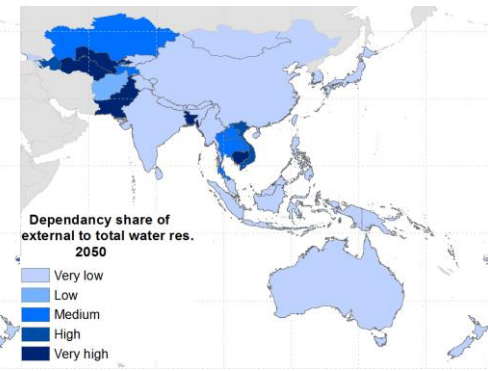 Dependancy share of
external to total water res.
2050
Very low
Low
Medium
High
Very high